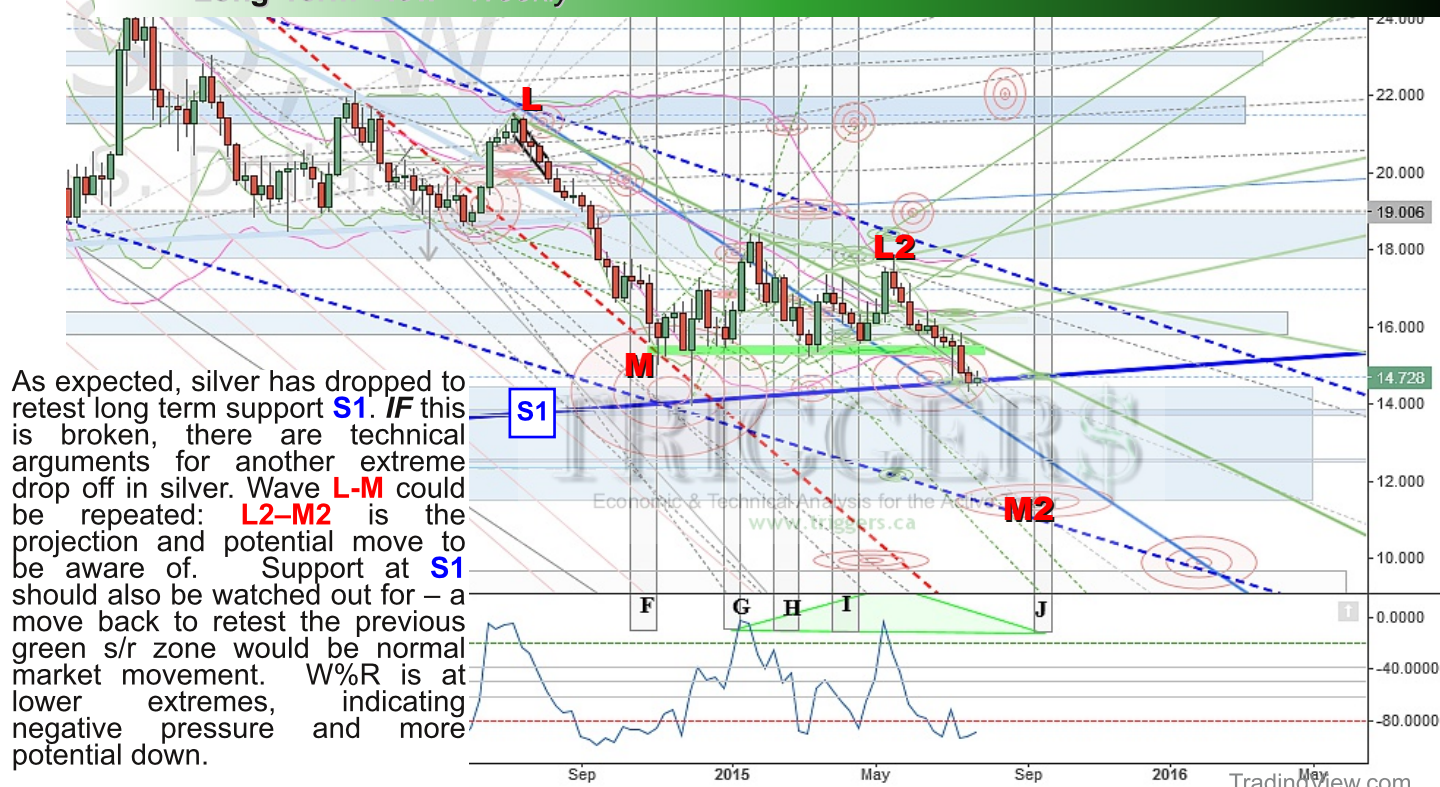 24.000
22.000
20.000
19.006
18.000
16.000
14.728
14.000
12.000
10.000
L
L2
M
M2
S1
As expected, silver has dropped to
retest long term support S1. IF this
is broken, there are technical
arguments for another extreme
drop off in silver. Wave L-M could
be repeated: L2–M2 is the
projection and potential move to
be aware of. Support at S1
should also be watched out for – a
move back to retest the previous
green s/r zone would be normal
market movement. W%R is at
lower extremes, indicating
negative pressure and more
potential down.
TRIGGER$
Economic & Technical Analysis for the
www.triggers.ca
F G H I J
0.0000
-40.0000
-80.0000
Sep 2015 May Sep 2016 May
TradingView.com